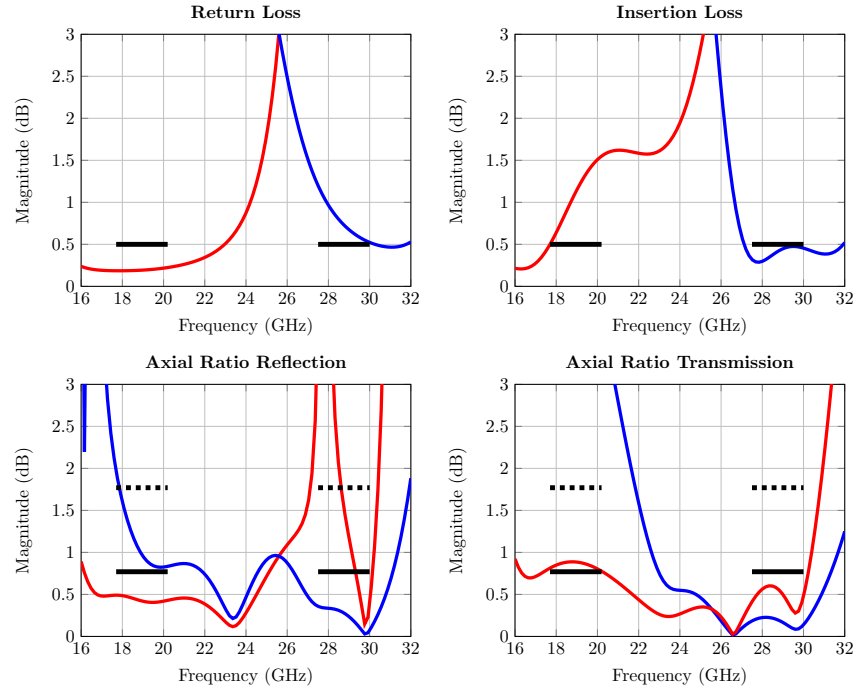 Return Loss
3
2.5
2
1.5
1
0.5
0
16 18 20 22 24 26 28 30 32
Magnitude (dB)
Frequency (GHz)
Insertion Loss
3
2.5
2
1.5
1
0.5
0
16 18 20 22 24 26 28 30 32
Magnitude (dB)
Frequency (GHz)
Axial Ratio Reflection
3
2.5
2
1.5
1
0.5
0
16 18 20 22 24 26 28 30 32
Magnitude (dB)
Frequency (GHz)
Axial Ratio Transmission
3
2.5
2
1.5
1
0.5
0
16 18 20 22 24 26 28 30 32
Magnitude (dB)
Frequency (GHz)